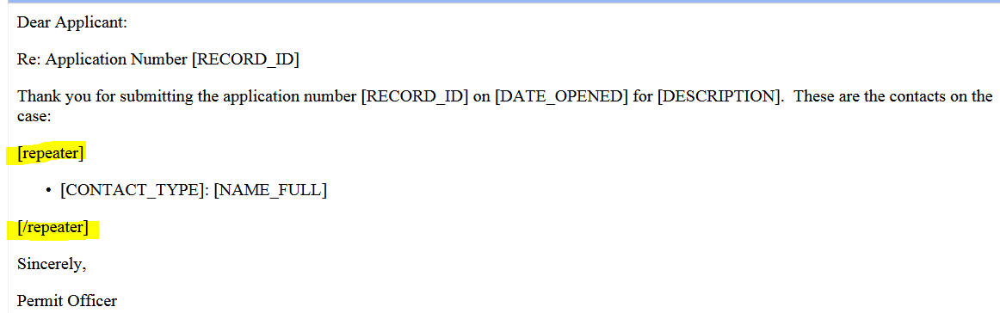 Dear Applicant:
Re: Application Number [RECORD_ID]
Thank you for submitting the application number [RECORD_ID] on [DATE_OPENED] for [DESCRIPTION].  These are the contacts on the
case:
[repeater]
• [CONTACT_TYPE]: [NAME_FULL]
[/repeater]
Sincerely,
Permit Officer